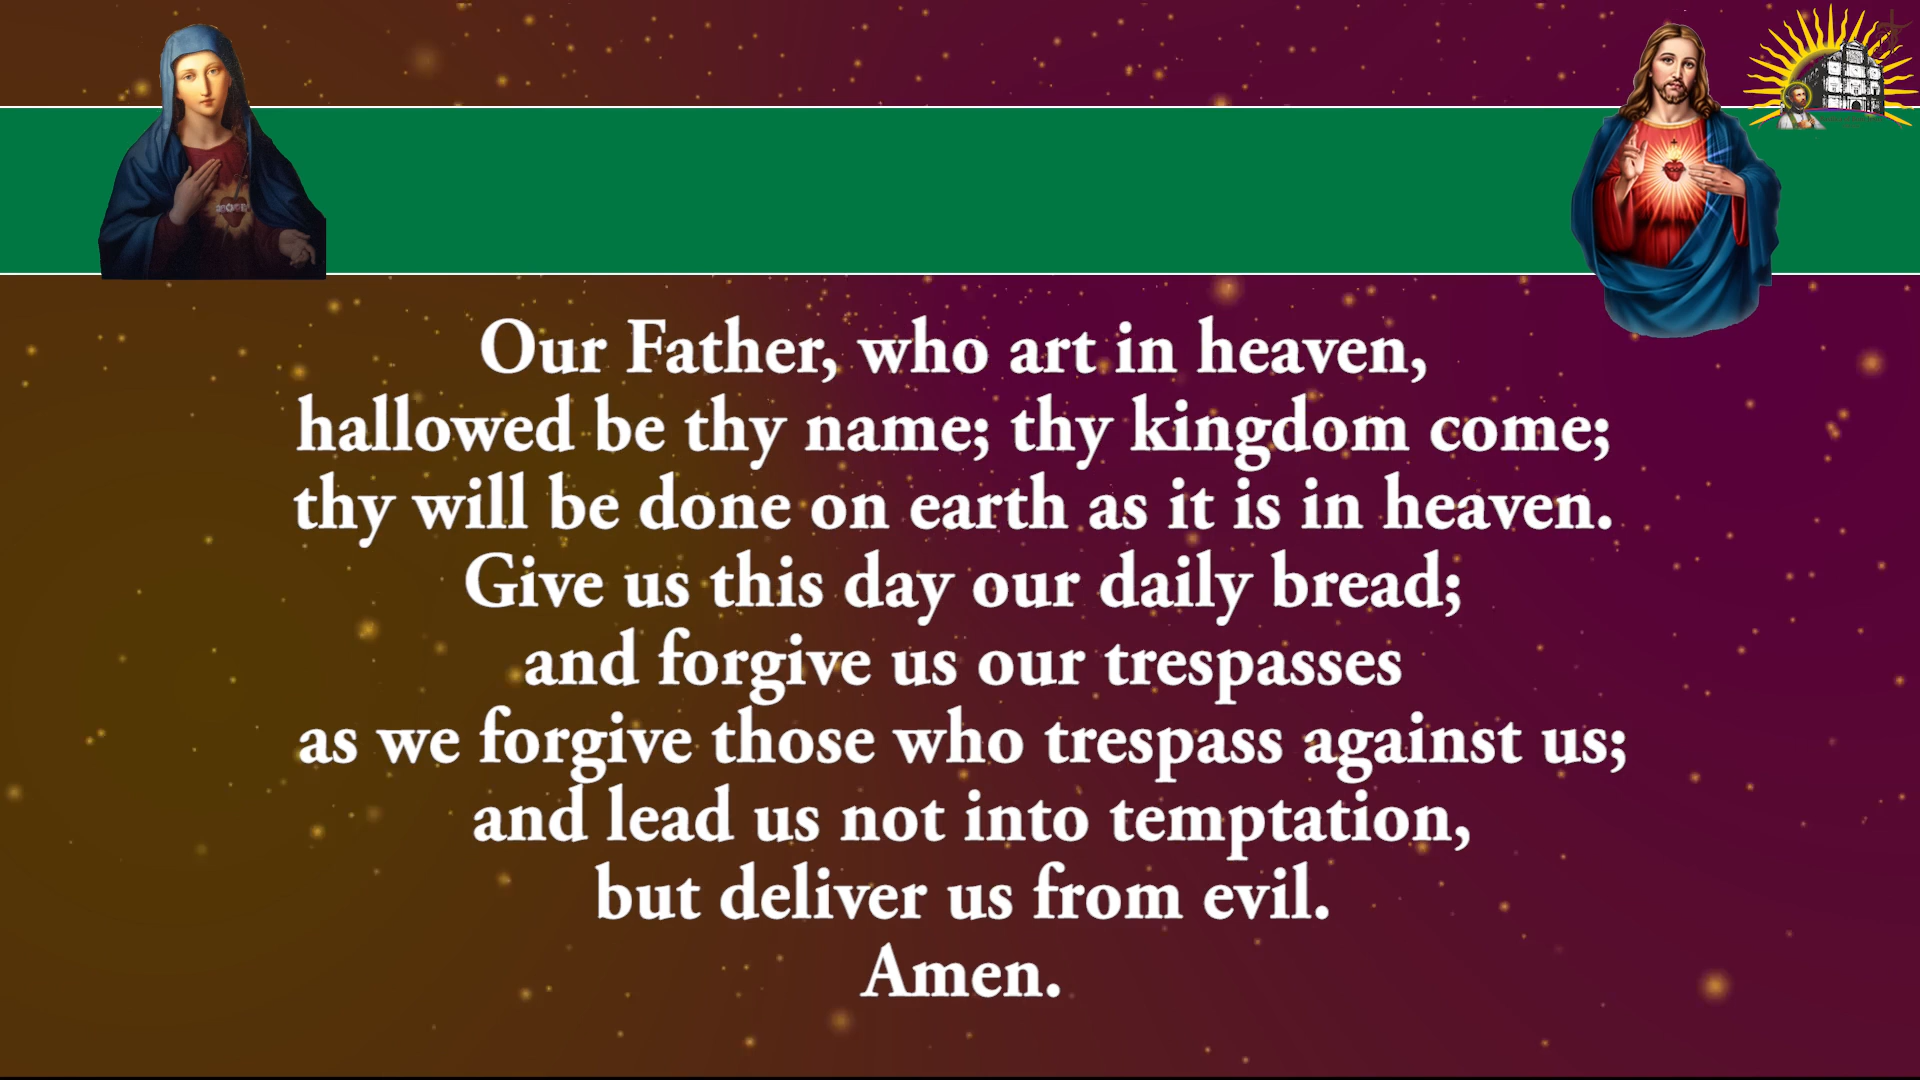 Our Father, who art in heaven,
hallowed be thy name; thy kingdom come;
thy will be done on earth as it is in heaven.
Give us this day our daily bread;
and forgive us our trespasses
as we forgive those who trespass against us;
and lead us not into temptation,
but deliver us from evil.
Amen.